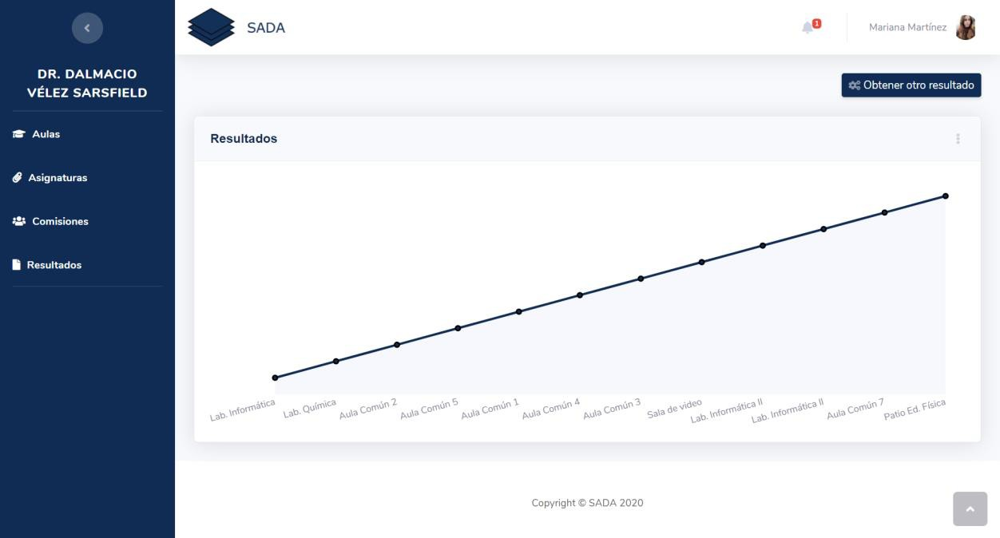 DR. DALMACIO
VÉLEZ SARSFIELD
Aulas
Asignaturas
Comisiones
Resultados
SADA
1
Mariana Martínez
Obtener otro resultado
Resultados
Lab. Informática
Lab. Química
Aula Común 2
Aula Común 5
Aula Común 1
Aula Común 4
Aula Común 3
Sala de video
Lab. Informática II
Lab. Informática II
Aula Común 7
Patio Ed. Física
Copyright © SADA 2020